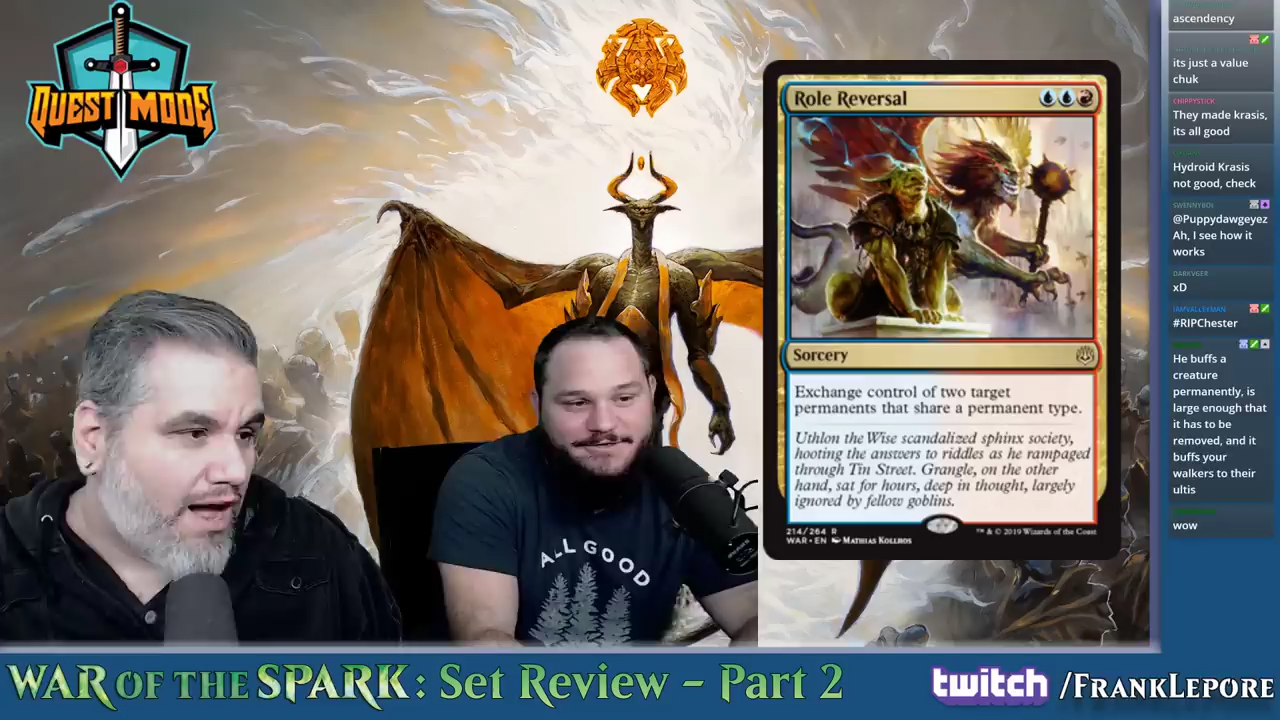 QUEST MODE
Role Reversal
Sorcery
Exchange control of two target
permanents that share a permanent type.
Uthlon the Wise scandalized sphinx society,
hooting the answers to riddles as he rampaged
through Tin Street. Grangle, on the other
hand, sat for hours, deep in thought, largely
ignored by fellow goblins.
214/264 R
WAR • EN MATHIAS KOLLROS
™ & © 2019 Wizards of the Coast
ALL GOOD
ascendency
its just a value
chuk
CHIPPYSTICK
They made krasis,
its all good
Hydroid Krasis
not good, check
SWENNYBOI
@Puppydawgeyez
Ah, I see how it
works
DARKVGER
xD
IAMVALLEYMAN
#RIPChester
He buffs a
creature
permanently, is
large enough that
it has to be
removed, and it
buffs your
walkers to their
ultis
wow
WAR OF THE SPARK: Set Review - Part 2
twitch /FRANKLEPORE